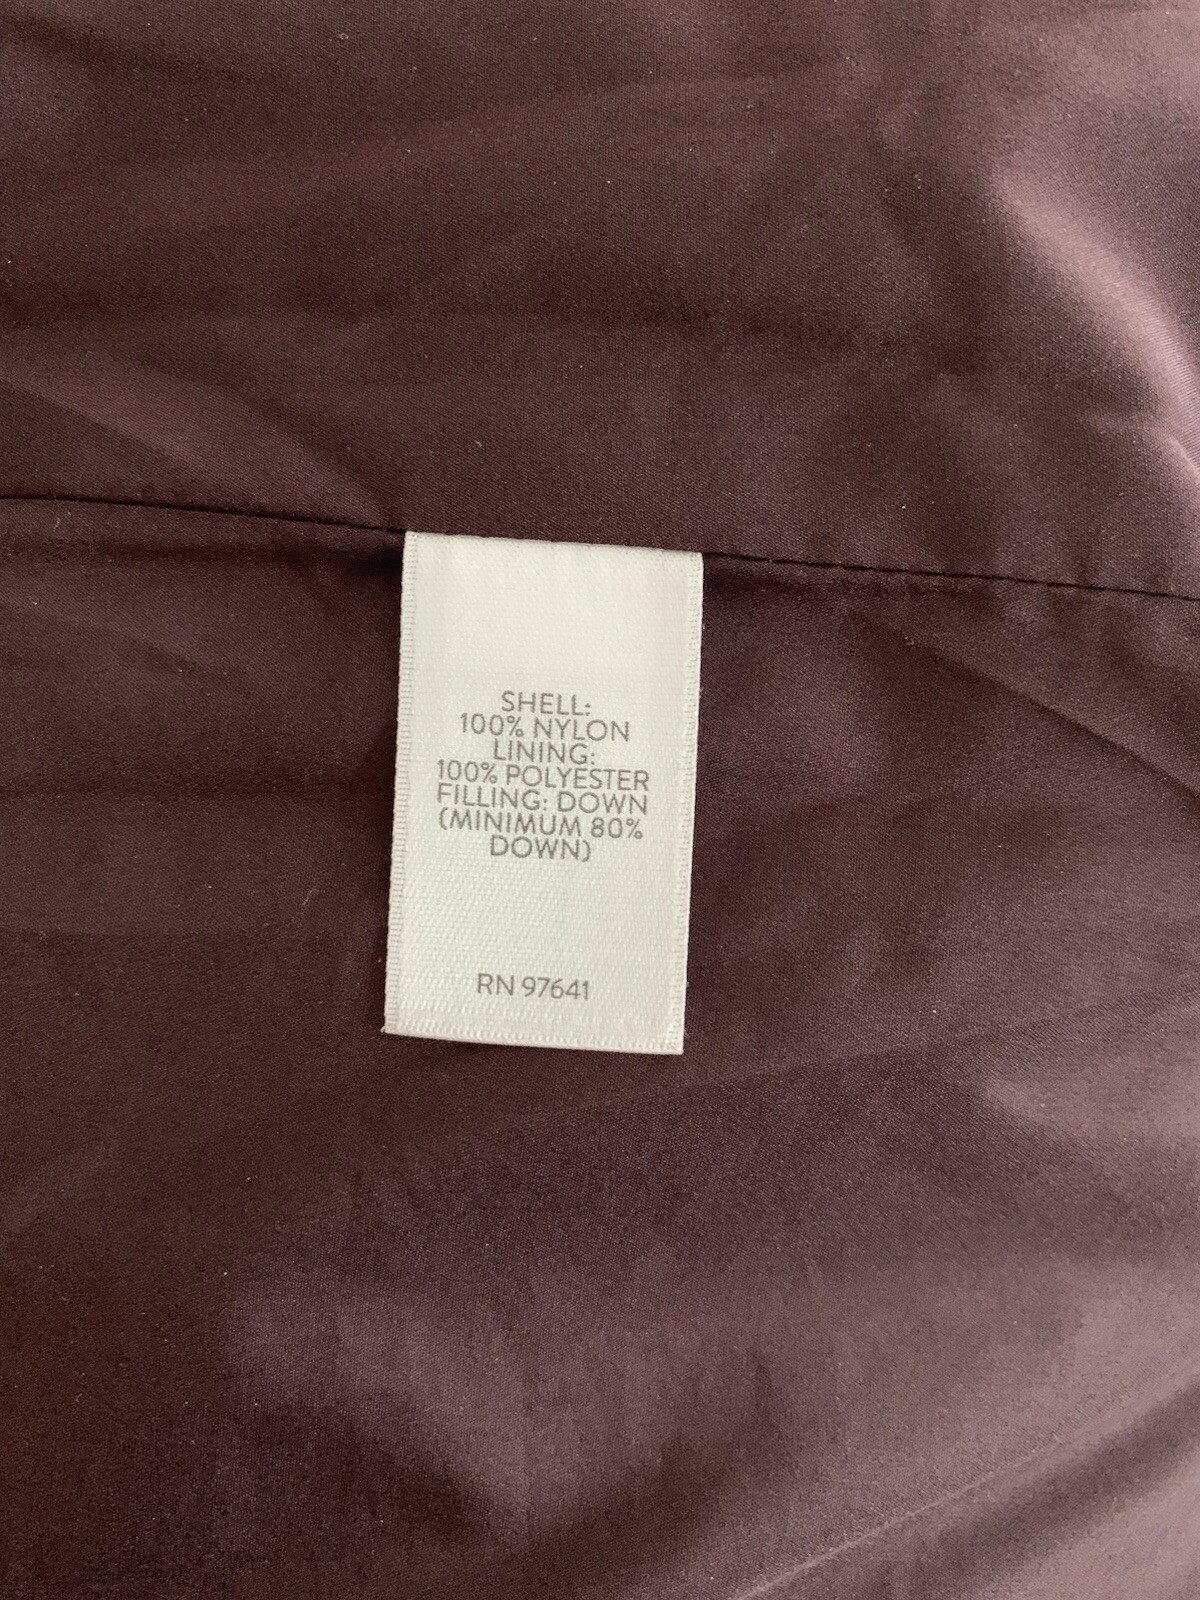 SHELL:
100% NYLON
LINING:
100% POLYESTER
FILLING: DOWN
(MINIMUM 80%
DOWN)
RN 97641